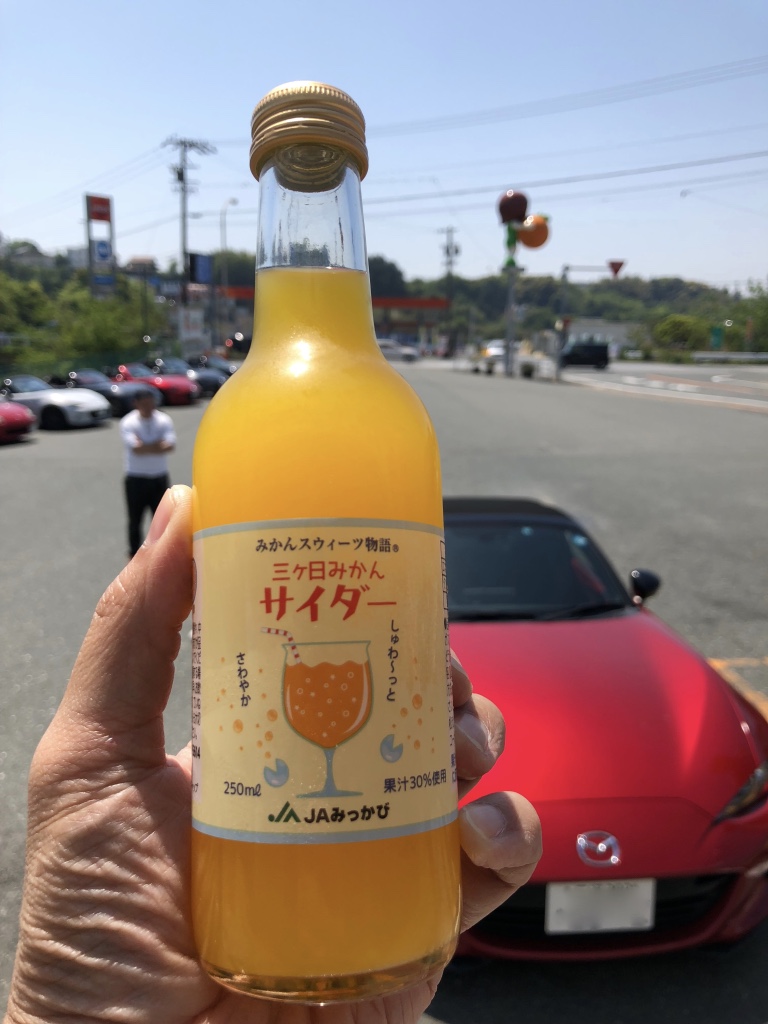 みかんスウィーツ物語®
三ヶ日みかん
サイダー
しゅわ〜っと
さわやか
250mℓ
果汁30%使用
JAみっかび